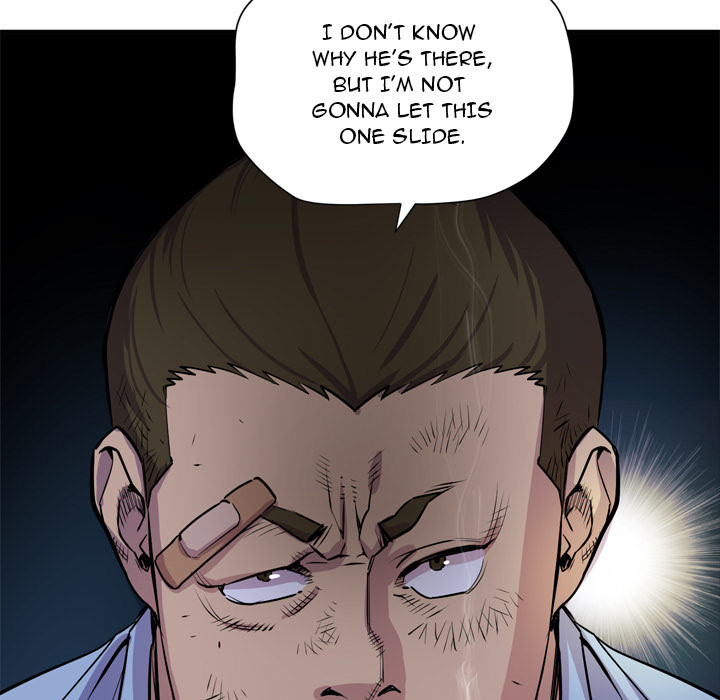 I DON'T KNOW
WHY HE'S THERE,
BUT I'M NOT
GONNA LET THIS
ONE SLIDE.